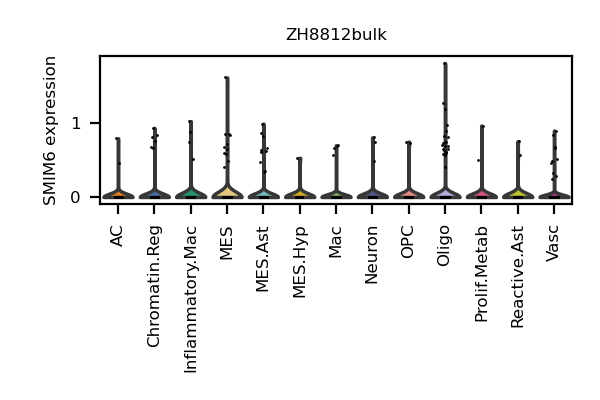 ZH8812bulk
SMIM6 expression
1
0
AC
Chromatin.Reg
Inflammatory.Mac
MES
MES.Ast
MES.Hyp
Mac
Neuron
OPC
Oligo
Prolif.Metab
Reactive.Ast
Vasc